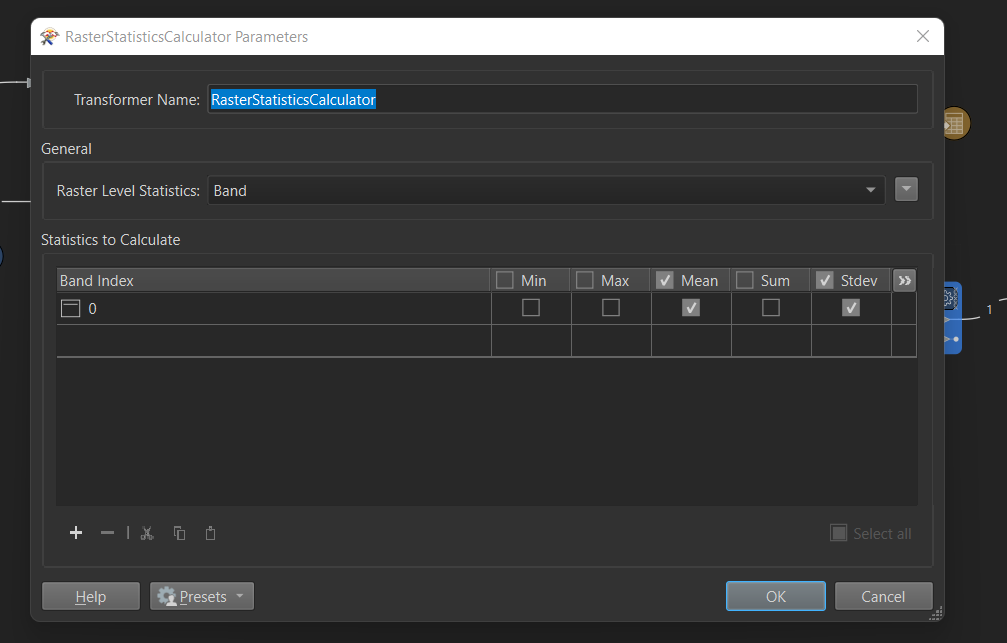 RasterStatisticsCalculator Parameters
Transformer Name: RasterStatisticsCalculator
General
Raster Level Statistics: Band
Statistics to Calculate
Band Index Min Max Mean Sum Stdev
0
1
Select all
Help Presets OK Cancel